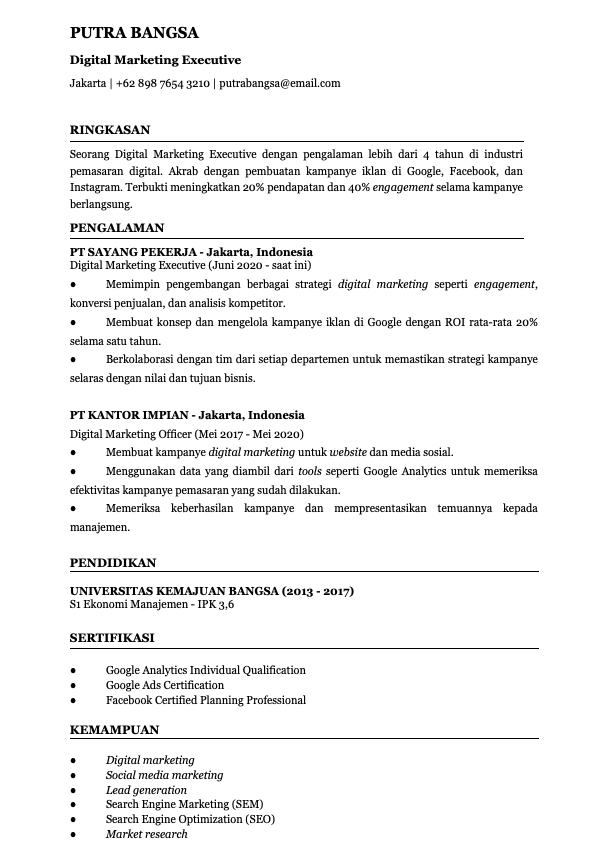 PUTRA BANGSA
Digital Marketing Executive
Jakarta | +62 898 7654 3210 | putrabangsa@email.com
RINGKASAN
Seorang Digital Marketing Executive dengan pengalaman lebih dari 4 tahun di industri
pemasaran digital. Akrab dengan pembuatan kampanye iklan di Google, Facebook, dan
Instagram. Terbukti meningkatkan 20% pendapatan dan 40% engagement selama kampanye
berlangsung.
PENGALAMAN
PT SAYANG PEKERJA - Jakarta, Indonesia
Digital Marketing Executive (Juni 2020 - saat ini)
● Memimpin pengembangan berbagai strategi digital marketing seperti engagement,
konversi penjualan, dan analisis kompetitor.
● Membuat konsep dan mengelola kampanye iklan di Google dengan ROI rata-rata 20%
selama satu tahun.
● Berkolaborasi dengan tim dari setiap departemen untuk memastikan strategi kampanye
selaras dengan nilai dan tujuan bisnis.
PT KANTOR IMPIAN - Jakarta, Indonesia
Digital Marketing Officer (Mei 2017 - Mei 2020)
● Membuat kampanye digital marketing untuk website dan media sosial.
● Menggunakan data yang diambil dari tools seperti Google Analytics untuk memeriksa
efektivitas kampanye pemasaran yang sudah dilakukan.
● Memeriksa keberhasilan kampanye dan mempresentasikan temuannya kepada
manajemen.
PENDIDIKAN
UNIVERSITAS KEMAJUAN BANGSA (2013 - 2017)
S1 Ekonomi Manajemen - IPK 3,6
SERTIFIKASI
● Google Analytics Individual Qualification
● Google Ads Certification
● Facebook Certified Planning Professional
KEMAMPUAN
● Digital marketing
● Social media marketing
● Lead generation
● Search Engine Marketing (SEM)
● Search Engine Optimization (SEO)
● Market research